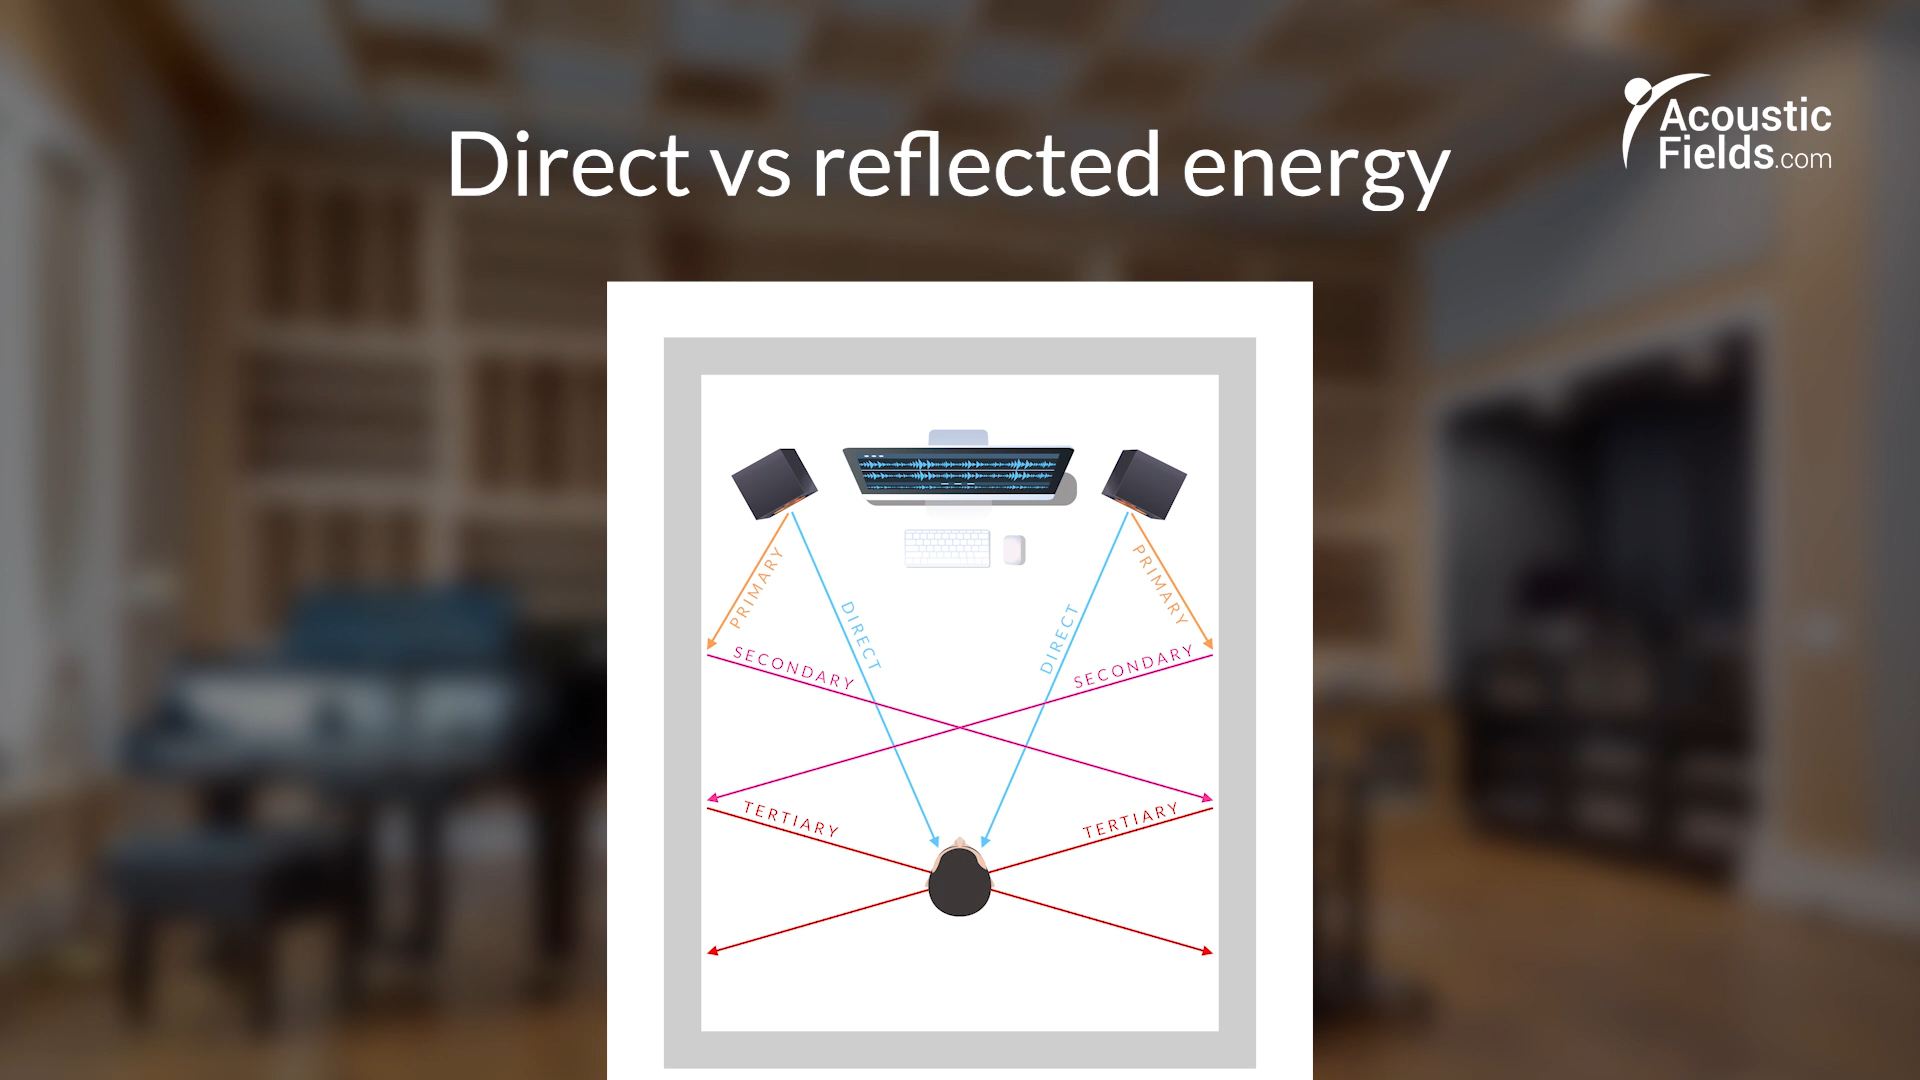 Acoustic
Fields.com
Direct vs reflected energy
PRIMARY
PRIMARY
DIRECT
DIRECT
SECONDARY
SECONDARY
TERTIARY
TERTIARY